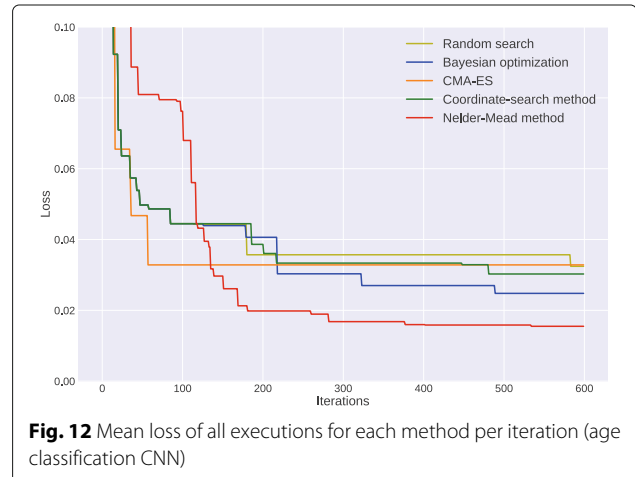 0.10
0.08
0.06
0.04
0.02
0.00
Loss
0
100
200
300
400
500
600
Iterations
Random search
Bayesian optimization
CMA-ES
Coordinate-search method
Nelder-Mead method
Fig. 12 Mean loss of all executions for each method per iteration (age
classification CNN)